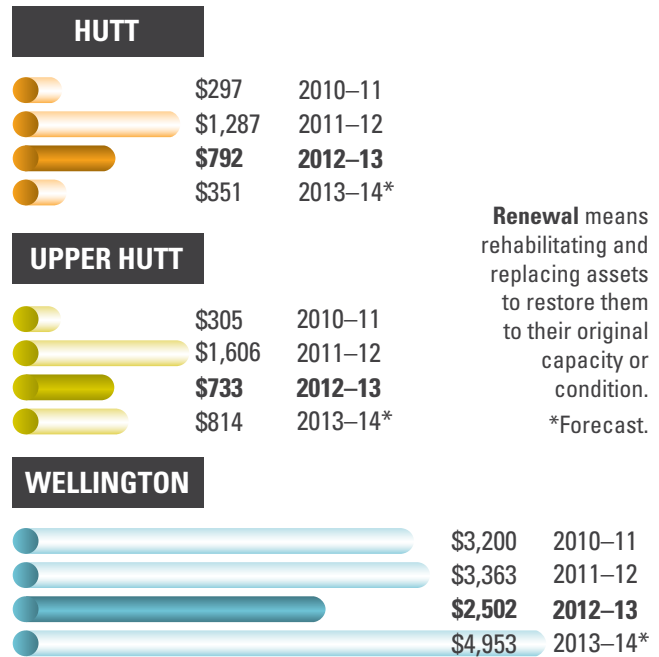 HUTT
$297 2010–11
$1,287 2011–12
$792 2012–13
$351 2013–14*
Renewal means
rehabilitating and
replacing assets
to restore them
to their original
capacity or
condition.
*Forecast.
UPPER HUTT
$305 2010–11
$1,606 2011–12
$733 2012–13
$814 2013–14*
WELLINGTON
$3,200 2010–11
$3,363 2011–12
$2,502 2012–13
$4,953 2013–14*